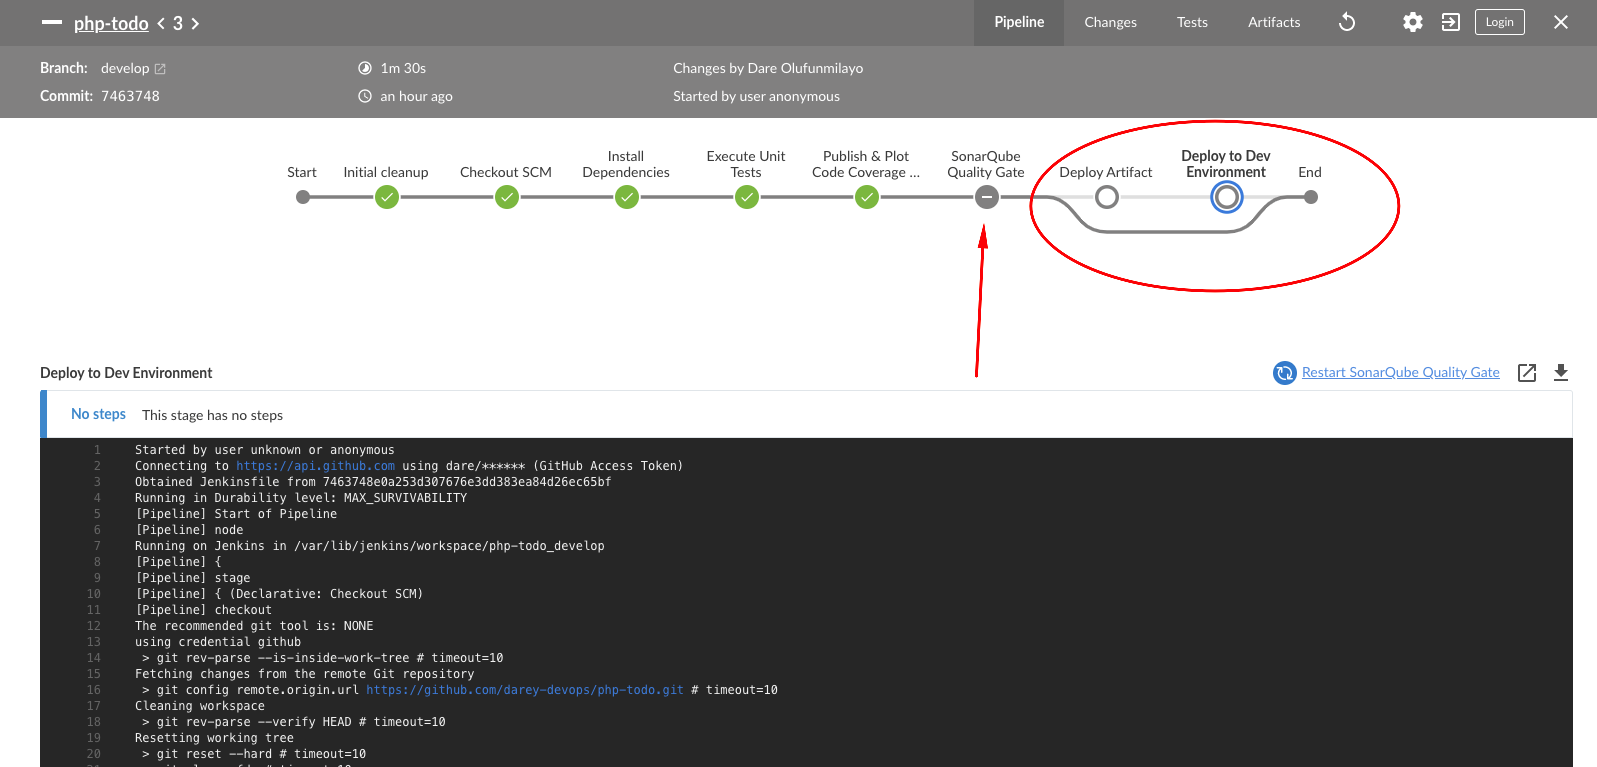 php-todo < 3 >
Pipeline Changes Tests Artifacts Login
Branch: develop 1m 30s Changes by Dare Olufunmilayo
Commit: 7463748 an hour ago Started by user anonymous
Start
Initial cleanup
Checkout SCM
Install
Dependencies
Execute Unit
Tests
Publish & Plot
Code Coverage ...
SonarQube
Quality Gate
Deploy Artifact
Deploy to Dev
Environment
End
Deploy to Dev Environment Restart SonarQube Quality Gate
No steps This stage has no steps
1 Started by user unknown or anonymous
2 Connecting to https://api.github.com using dare/****** (GitHub Access Token)
3 Obtained Jenkinsfile from 7463748e0a253d307676e3dd383ea84d26ec65bf
4 Running in Durability level: MAX_SURVIVABILITY
5 [Pipeline] Start of Pipeline
6 [Pipeline] node
7 Running on Jenkins in /var/lib/jenkins/workspace/php-todo_develop
8 [Pipeline] {
9 [Pipeline] stage
10 [Pipeline] { (Declarative: Checkout SCM)
11 [Pipeline] checkout
12 The recommended git tool is: NONE
13 using credential github
14 > git rev-parse --is-inside-work-tree # timeout=10
15 Fetching changes from the remote Git repository
16 > git config remote.origin.url https://github.com/darey-devops/php-todo.git # timeout=10
17 Cleaning workspace
18 > git rev-parse --verify HEAD # timeout=10
19 Resetting working tree
20 > git reset --hard # timeout=10